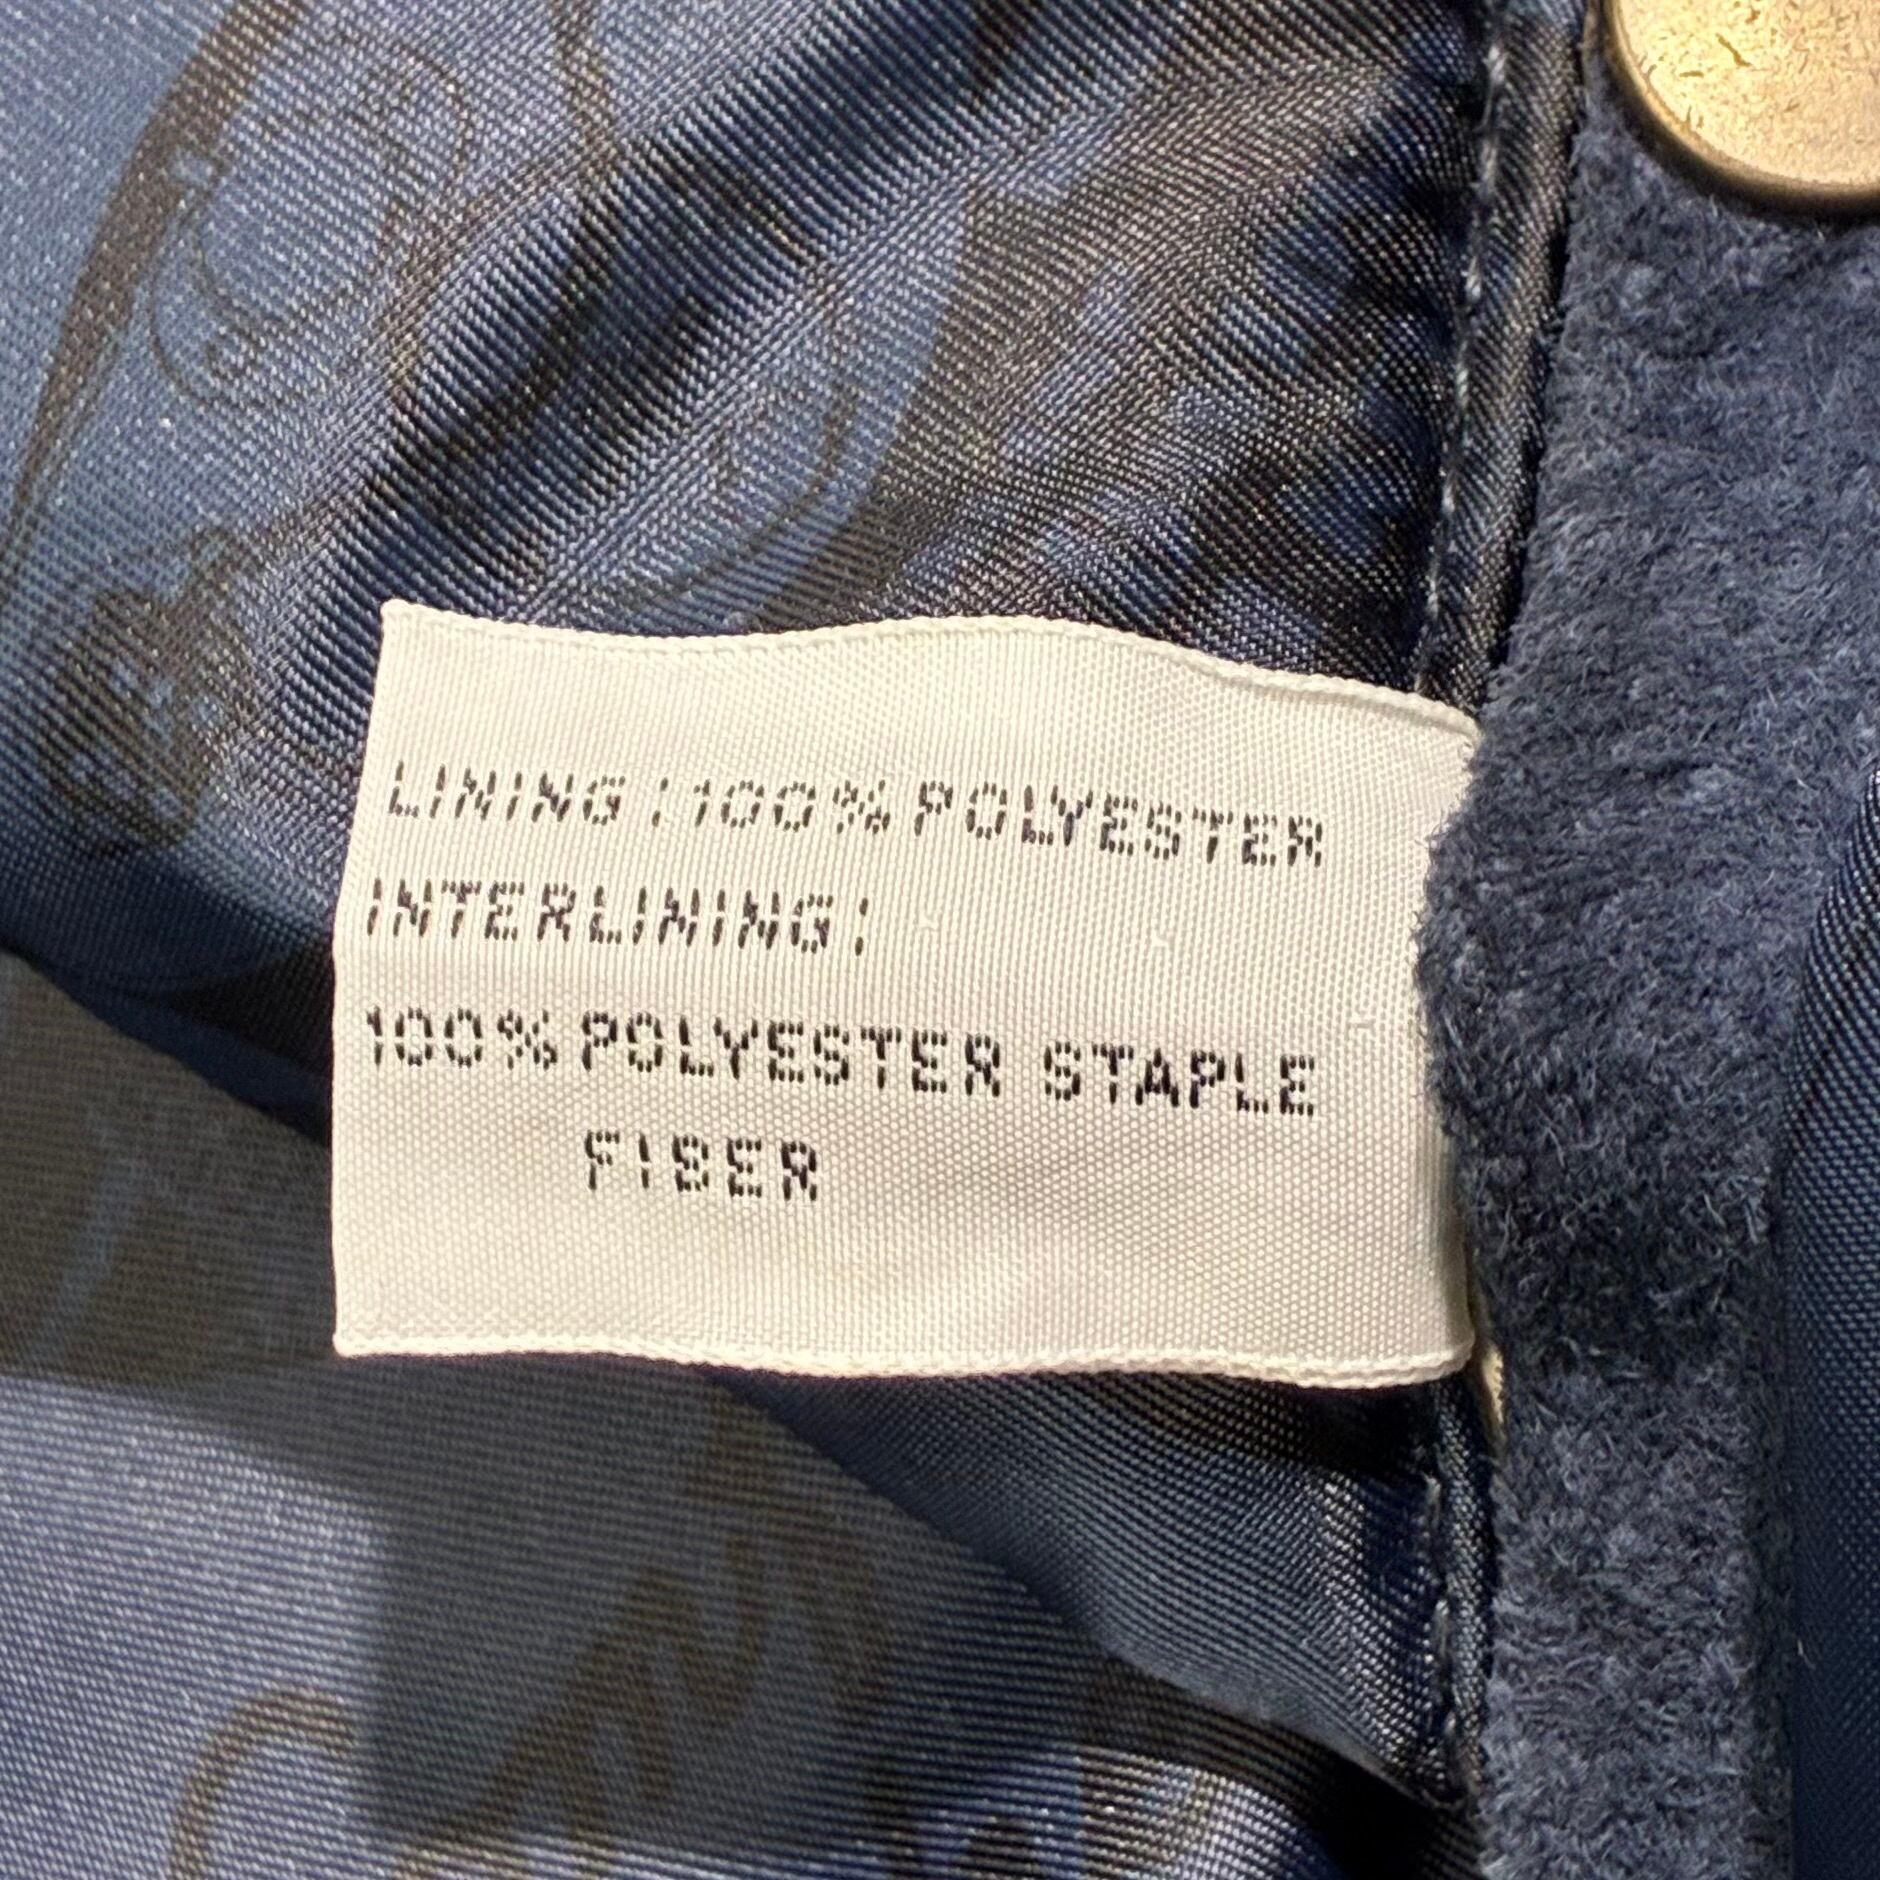 LINING:100%POLYESTER
INTERLINING:
100%POLYESTER STAPLE
FIBER